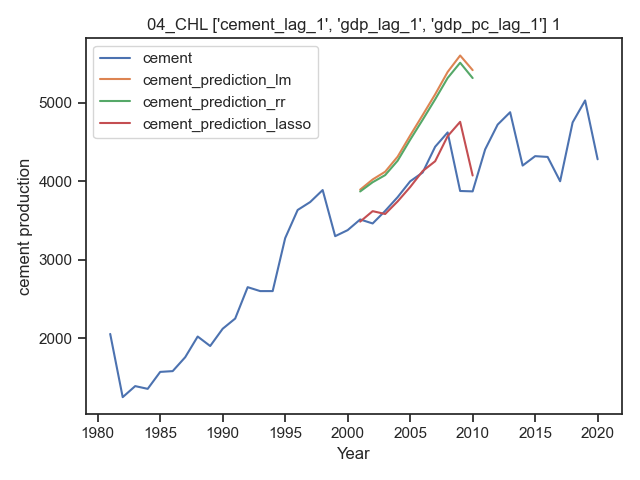 04_CHL ['cement_lag_1', 'gdp_lag_1', 'gdp_pc_lag_1'] 1
cement
cement_prediction_lm
cement_prediction_rr
cement_prediction_lasso
cement production
5000
4000
3000
2000
1980
1985
1990
1995
2000
2005
2010
2015
2020
Year